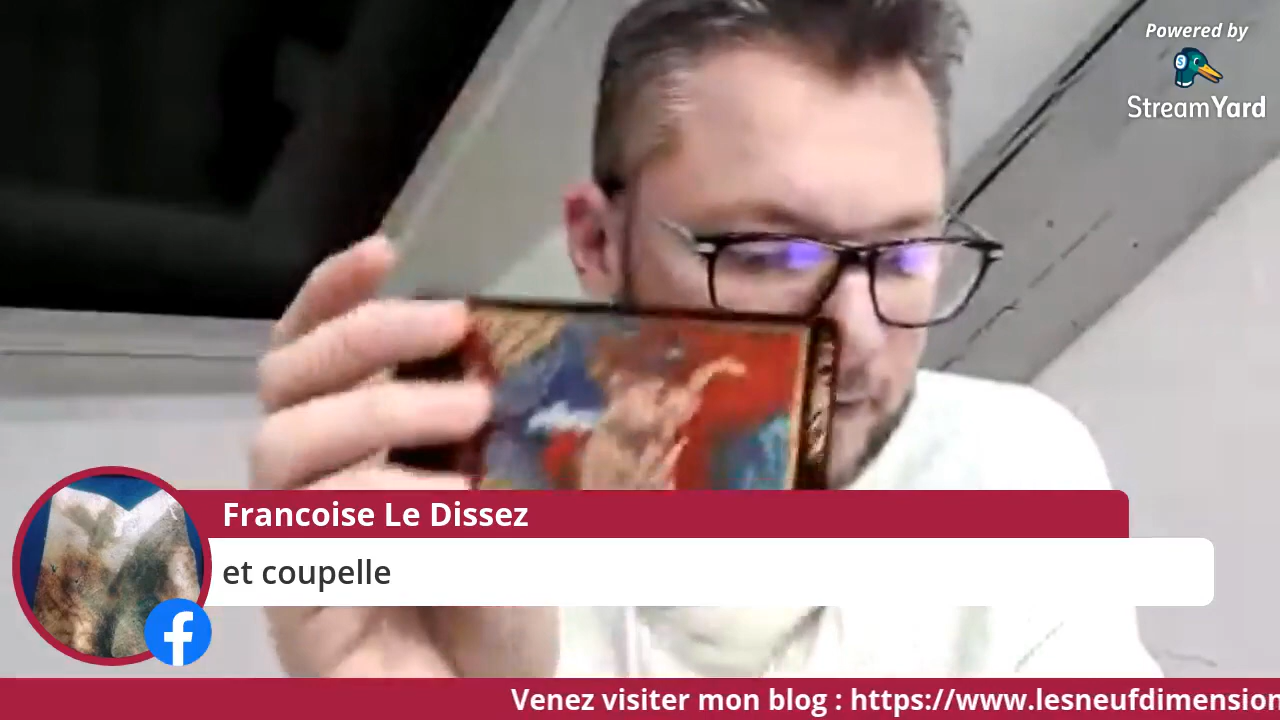 Powered by
StreamYard
Francoise Le Dissez
et coupelle
Venez visiter mon blog : https://www.lesneufdimension